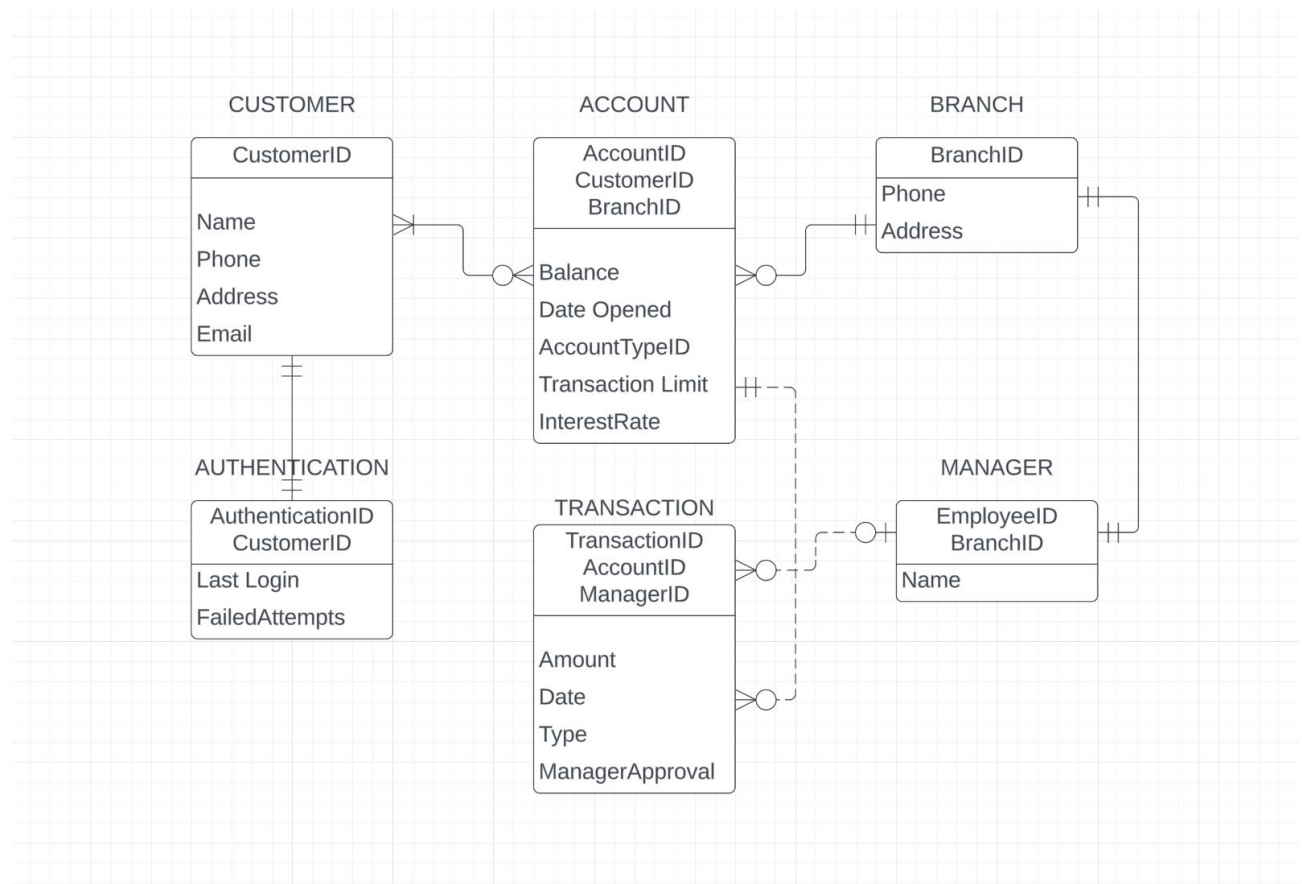 CUSTOMER
CustomerID
Name
Phone
Address
Email
ACCOUNT
AccountID
CustomerID
BranchID
Balance
Date Opened
AccountTypeID
Transaction Limit
InterestRate
BRANCH
BranchID
Phone
Address
AUTHENTICATION
AuthenticationID
CustomerID
Last Login
FailedAttempts
TRANSACTION
TransactionID
AccountID
ManagerID
Amount
Date
Type
ManagerApproval
MANAGER
EmployeeID
BranchID
Name